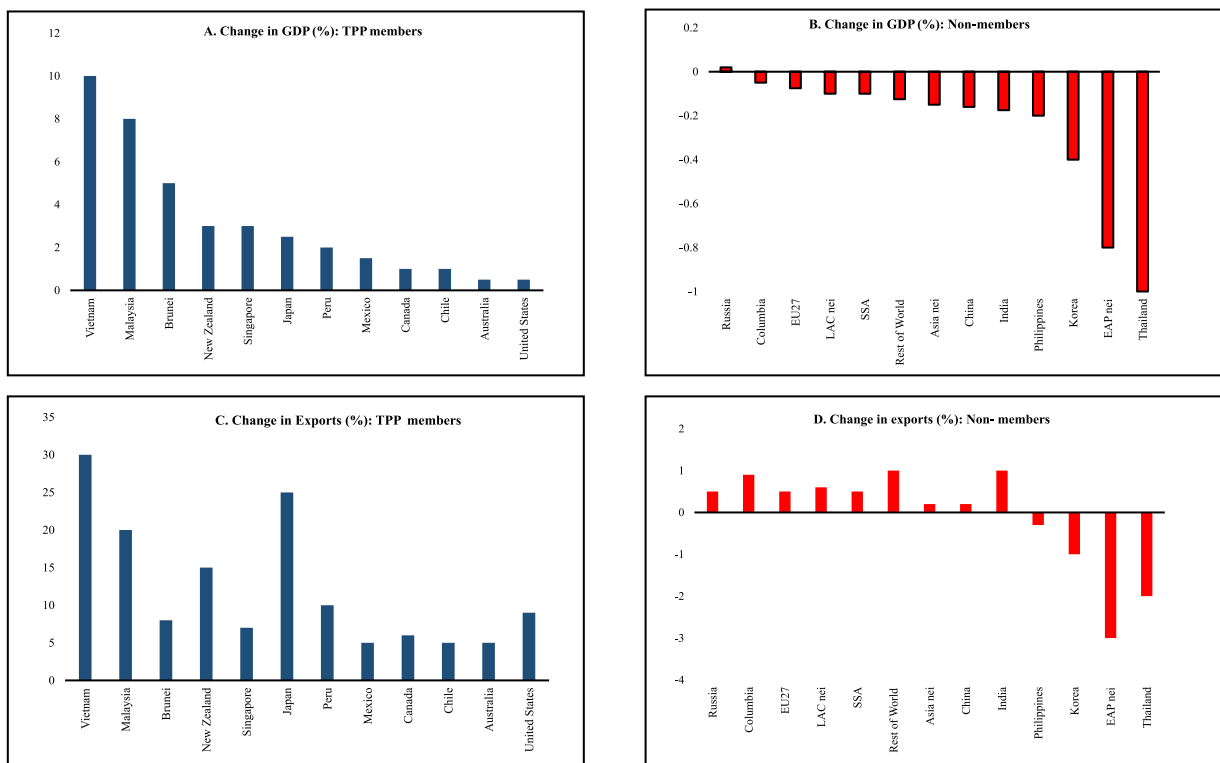 A. Change in GDP (%): TPP members
12
10
8
6
4
2
0
Vietnam
Malaysia
Brunei
New Zealand
Singapore
Japan
Peru
Mexico
Canada
Chile
Australia
United States
B. Change in GDP (%): Non-members
0.2
0
-0.2
-0.4
-0.6
-0.8
-1
Russia
Columbia
EU27
LAC nei
SSA
Rest of World
Asia nei
China
India
Philippines
Korea
EAP nei
Thailand
C. Change in Exports (%): TPP members
35
30
25
20
15
10
5
0
Vietnam
Malaysia
Brunei
New Zealand
Singapore
Japan
Peru
Mexico
Canada
Chile
Australia
United States
D. Change in exports (%): Non- members
2
1
0
-1
-2
-3
-4
Russia
Columbia
EU27
LAC nei
SSA
Rest of World
Asia nei
China
India
Philippines
Korea
EAP nei
Thailand